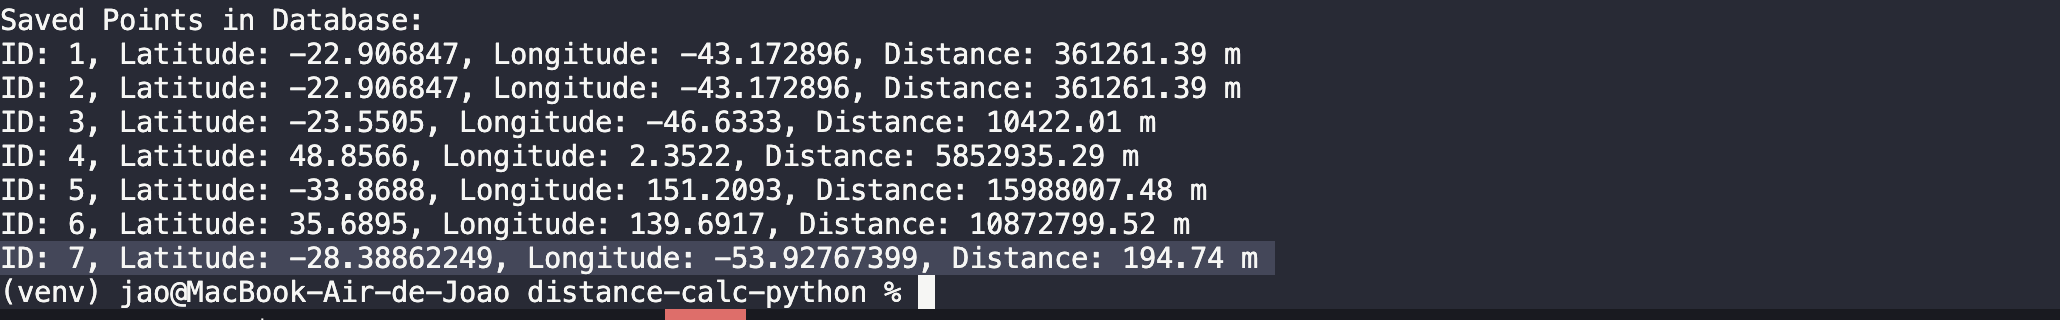 Saved Points in Database:
ID: 1, Latitude: -22.906847, Longitude: -43.172896, Distance: 361261.39 m
ID: 2, Latitude: -22.906847, Longitude: -43.172896, Distance: 361261.39 m
ID: 3, Latitude: -23.5505, Longitude: -46.6333, Distance: 10422.01 m
ID: 4, Latitude: 48.8566, Longitude: 2.3522, Distance: 5852935.29 m
ID: 5, Latitude: -33.8688, Longitude: 151.2093, Distance: 15988007.48 m
ID: 6, Latitude: 35.6895, Longitude: 139.6917, Distance: 10872799.52 m
ID: 7, Latitude: -28.38862249, Longitude: -53.92767399, Distance: 194.74 m
(venv) jao@MacBook-Air-de-Joao distance-calc-python %